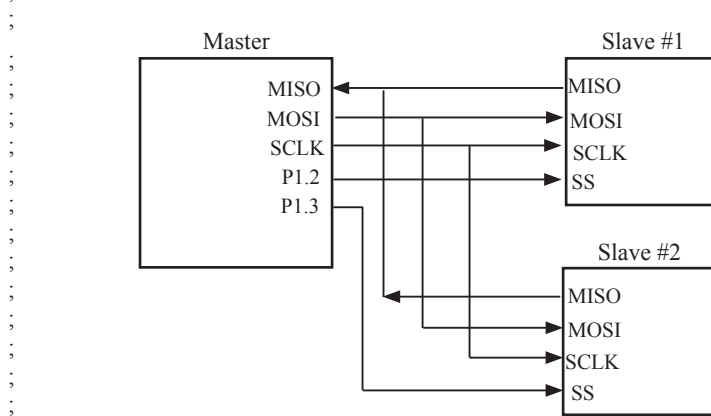 ;
;
;
;
;
;
;
;
;
;
;
;
;
;
Master
MISO
MOSI
SCLK
P1.2
P1.3
Slave #1
MISO
MOSI
SCLK
SS
Slave #2
MISO
MOSI
SCLK
SS